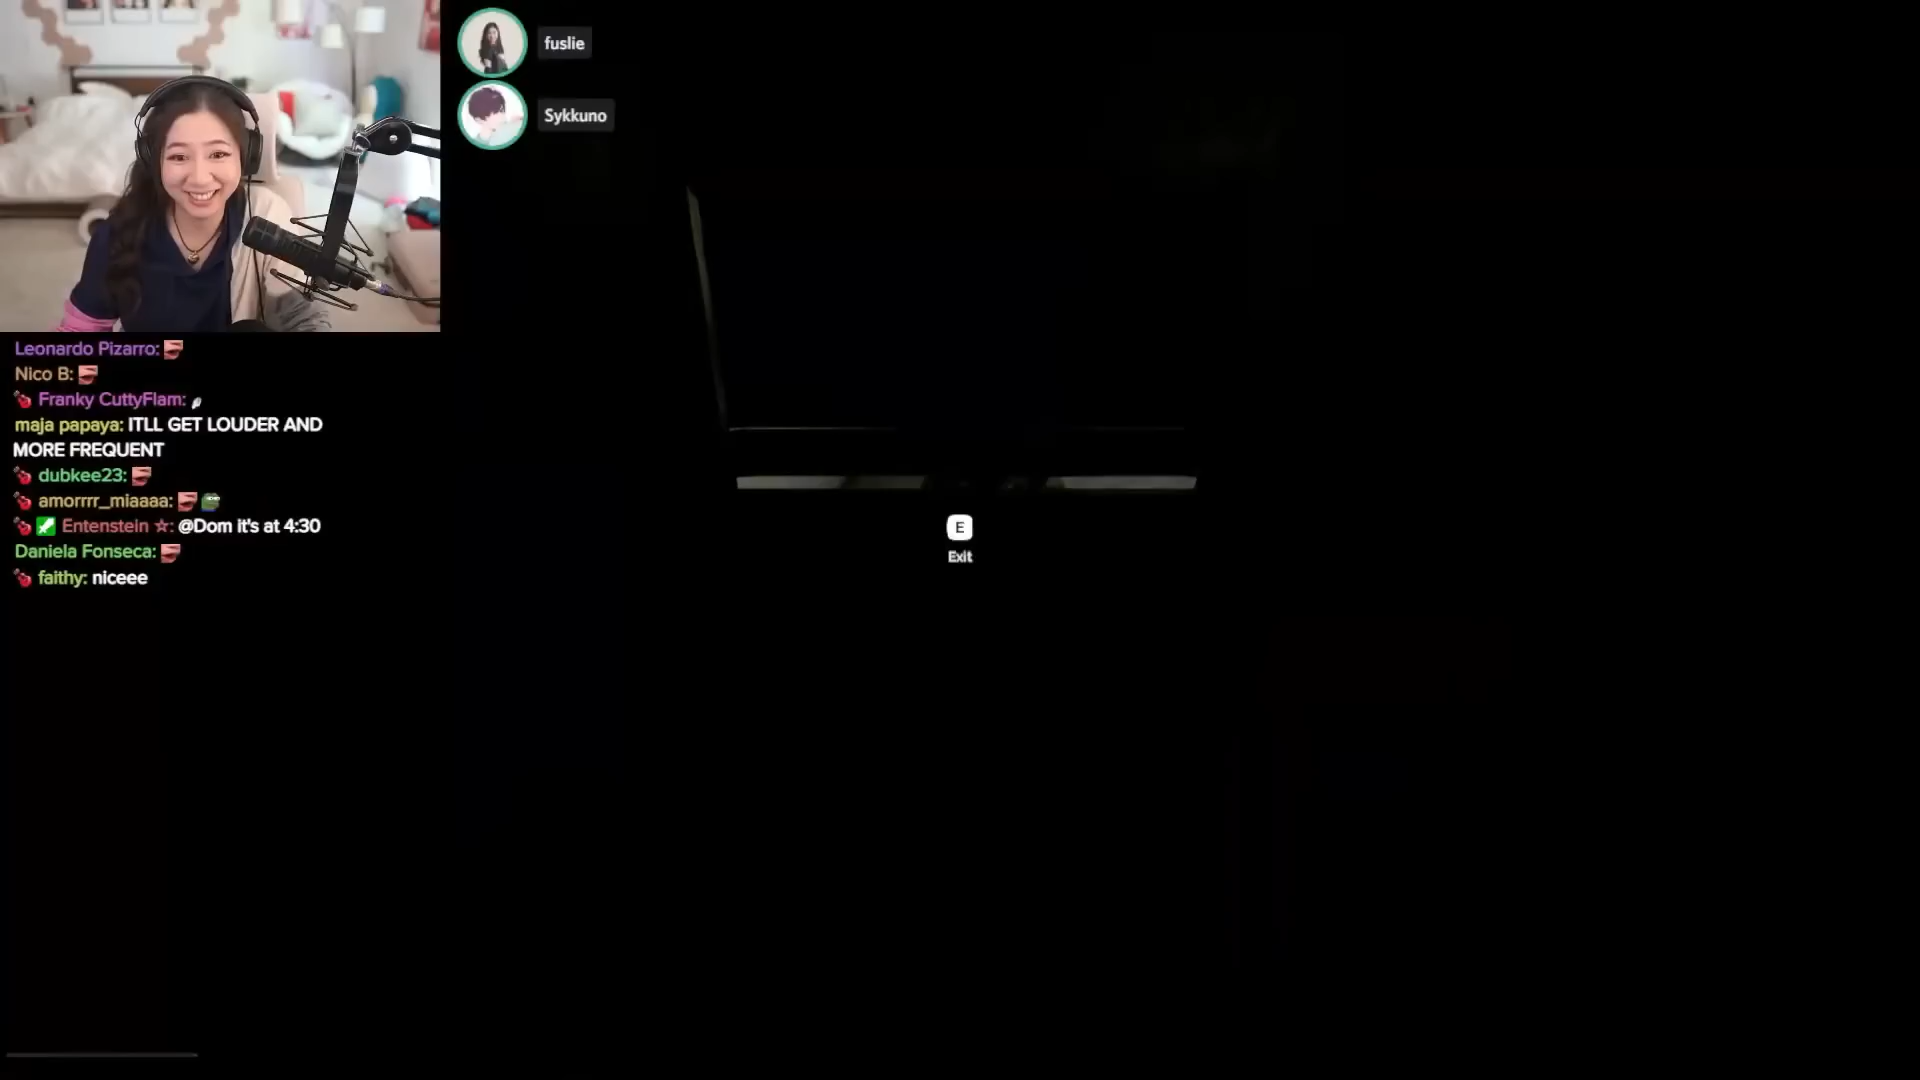 fuslie
Sykkuno
Leonardo Pizarro:
Nico B:
Franky CuttyFlam:
maja papaya: ITLL GET LOUDER AND
MORE FREQUENT
dubkee23:
amorrrr_miaaaa:
Entenstein ☆: @Dom it's at 4:30
Daniela Fonseca:
faithy: niceee
E
Exit